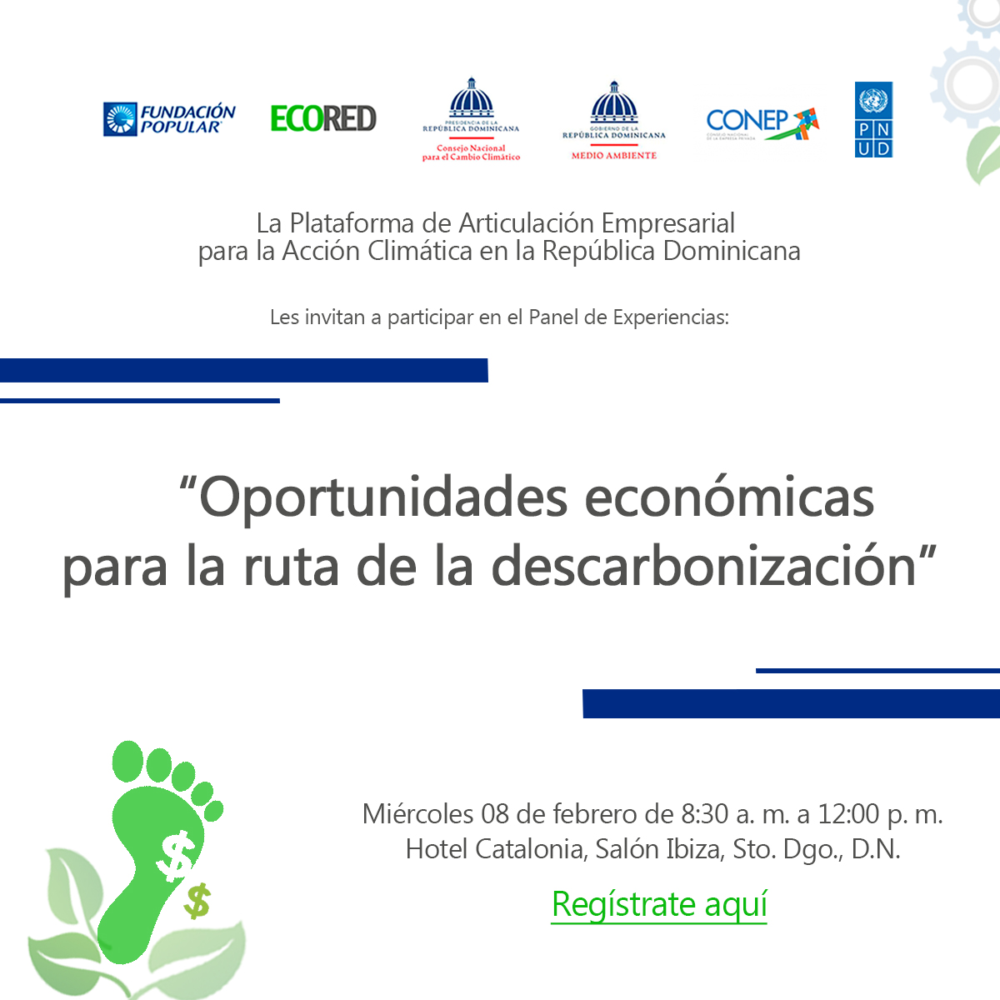 FUNDACIÓN
POPULAR
ECORED
PRESIDENCIA DE LA
REPÚBLICA DOMINICANA
Consejo Nacional
para el Cambio Climático
GOBIERNO DE LA
REPÚBLICA DOMINICANA
MEDIO AMBIENTE
CONEP
CONSEJO NACIONAL
DE LA EMPRESA PRIVADA
P N
U D
La Plataforma de Articulación Empresarial
para la Acción Climática en la República Dominicana
Les invitan a participar en el Panel de Experiencias:
“Oportunidades económicas
para la ruta de la descarbonización”
$
$
Miércoles 08 de febrero de 8:30 a. m. a 12:00 p. m.
Hotel Catalonia, Salón Ibiza, Sto. Dgo., D.N.
Regístrate aquí